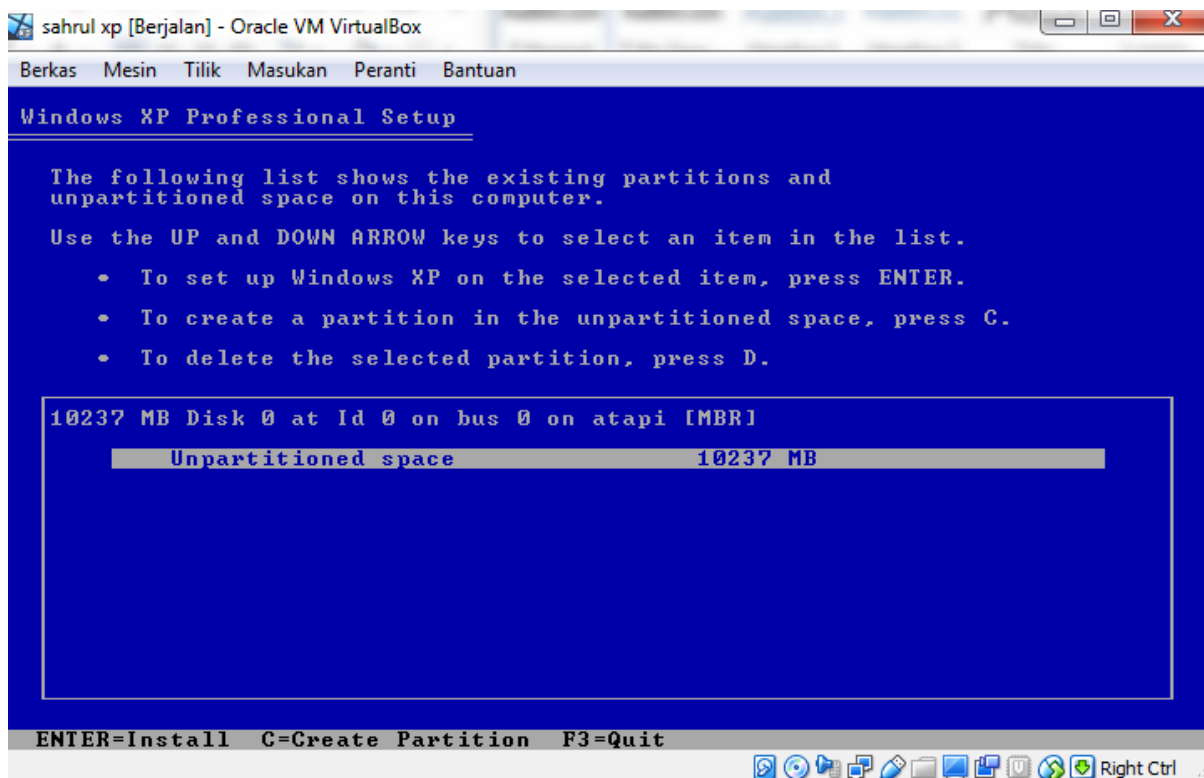 sahrul xp [Berjalan] - Oracle VM VirtualBox
Berkas Mesin Tilik Masukan Peranti Bantuan
Windows XP Professional Setup
The following list shows the existing partitions and
unpartitioned space on this computer.
Use the UP and DOWN ARROW keys to select an item in the list.
• To set up Windows XP on the selected item, press ENTER.
• To create a partition in the unpartitioned space, press C.
• To delete the selected partition, press D.
10237 MB Disk 0 at Id 0 on bus 0 on atapi [MBR]
Unpartitioned space 10237 MB
ENTER=Install C=Create Partition F3=Quit
Right Ctrl